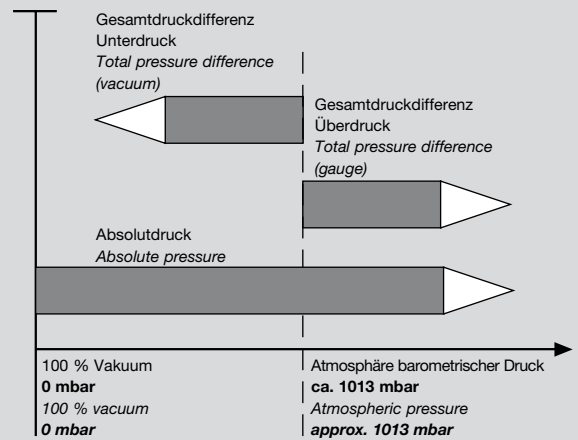 Gesamtdruckdifferenz
Unterdruck
Total pressure difference
(vacuum)
Gesamtdruckdifferenz
Überdruck
Total pressure difference
(gauge)
Absolutdruck
Absolute pressure
100 % Vakuum
0 mbar
100 % vacuum
0 mbar
Atmosphäre barometrischer Druck
ca. 1013 mbar
Atmospheric pressure
approx. 1013 mbar